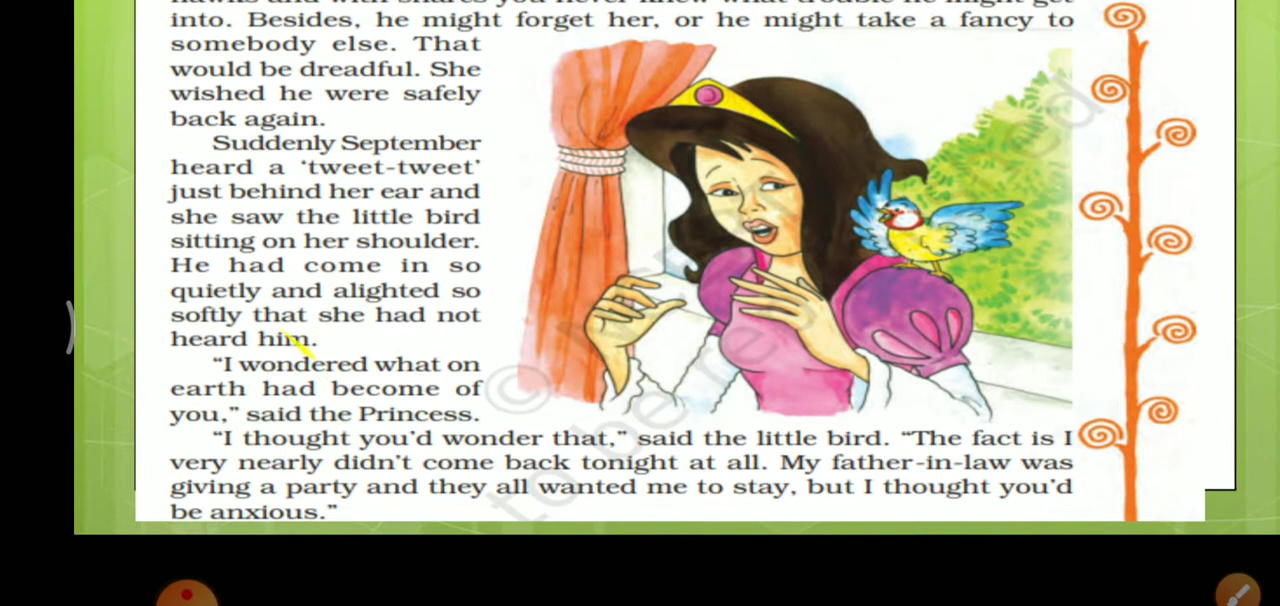 into. Besides, he might forget her, or he might take a fancy to
somebody else. That
would be dreadful. She
wished he were safely
back again.
Suddenly September
heard a ‘tweet-tweet’
just behind her ear and
she saw the little bird
sitting on her shoulder.
He had come in so
quietly and alighted so
softly that she had not
heard him.
“I wondered what on
earth had become of
you,” said the Princess.
“I thought you’d wonder that,” said the little bird. “The fact is I
very nearly didn’t come back tonight at all. My father-in-law was
giving a party and they all wanted me to stay, but I thought you’d
be anxious.”